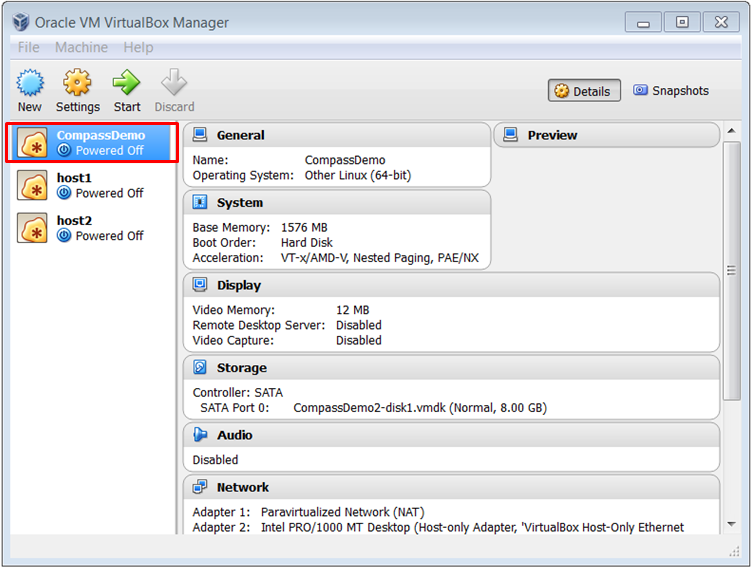 Oracle VM VirtualBox Manager
File Machine Help
New Settings Start Discard
Details Snapshots
CompassDemo
Powered Off
host1
Powered Off
host2
Powered Off
General
Name: CompassDemo
Operating System: Other Linux (64-bit)
Preview
System
Base Memory: 1576 MB
Boot Order: Hard Disk
Acceleration: VT-x/AMD-V, Nested Paging, PAE/NX
Display
Video Memory: 12 MB
Remote Desktop Server: Disabled
Video Capture: Disabled
Storage
Controller: SATA
SATA Port 0: CompassDemo2-disk1.vmdk (Normal, 8.00 GB)
Audio
Disabled
Network
Adapter 1: Paravirtualized Network (NAT)
Adapter 2: Intel PRO/1000 MT Desktop (Host-only Adapter, 'VirtualBox Host-Only Ethernet